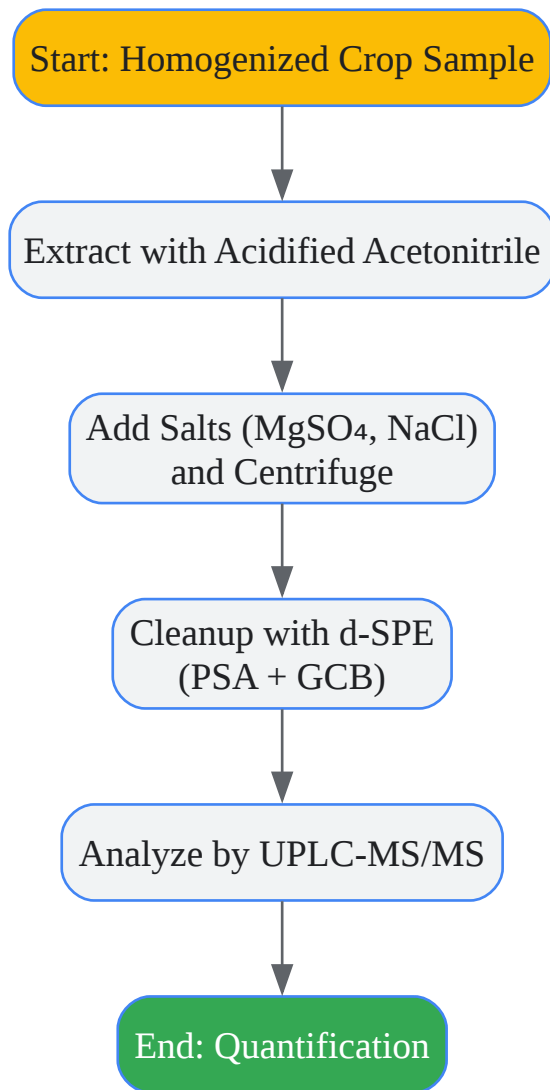 Start: Homogenized Crop Sample
Extract with Acidified Acetonitrile
Add Salts (MgSO₄, NaCl)
and Centrifuge
Cleanup with d-SPE
(PSA + GCB)
Analyze by UPLC-MS/MS
End: Quantification